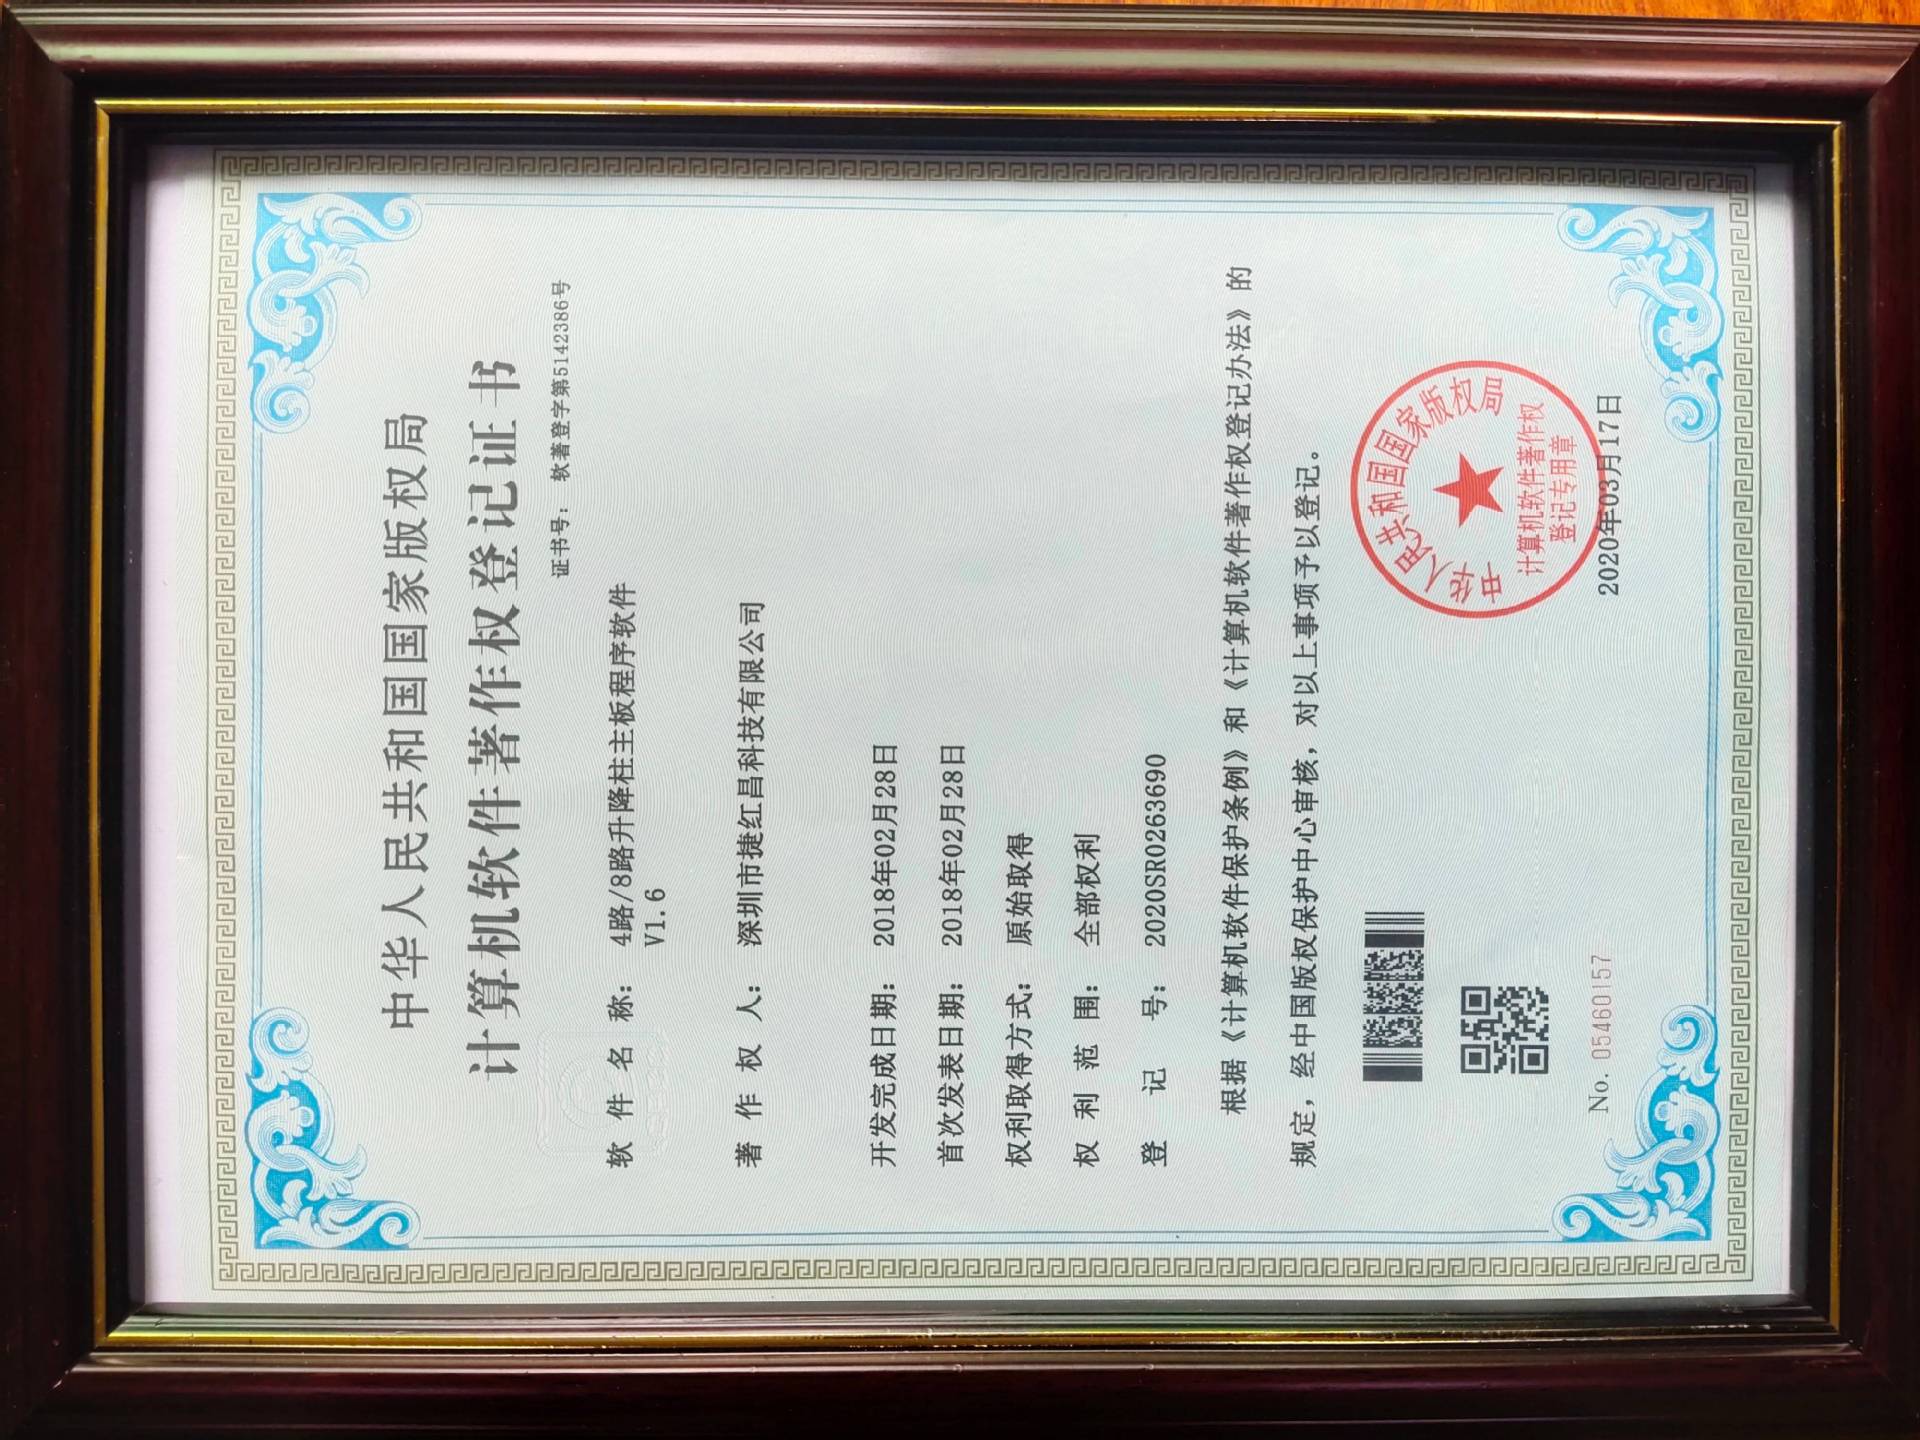 中华人民共和国国家版权局
计算机软件著作权登记证书
证书号： 软著登字第5142386号
软件名称： 4路/8路升降柱主板程序软件
V1.6
著作权人： 深圳市捷红昌科技有限公司
开发完成日期： 2018年02月28日
首次发表日期： 2018年02月28日
权利取得方式： 原始取得
权利范围： 全部权利
登记号： 2020SR0263690
根据《计算机软件保护条例》和《计算机软件著作权登记办法》的
规定，经中国版权保护中心审核，对以上事项予以登记。
中华人民共和国国家版权局
计算机软件著作权
登记专用章
No. 05460157
2020年03月17日